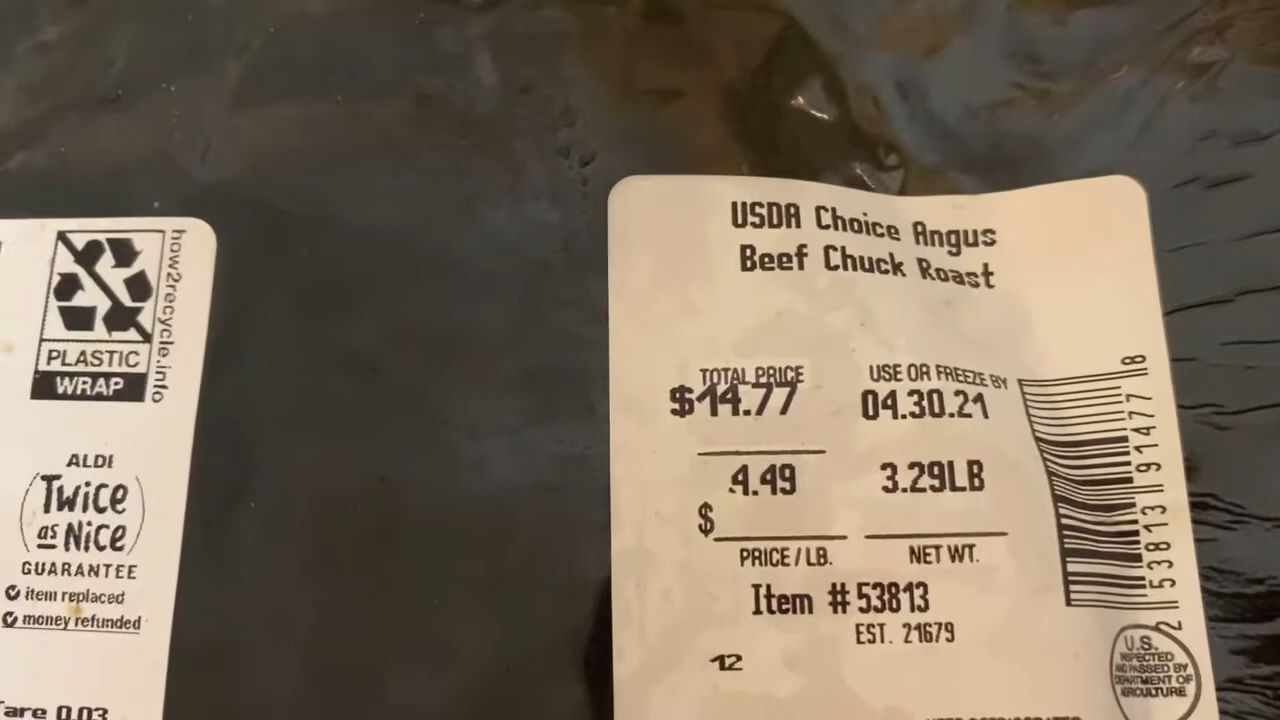 how2recycle.info
PLASTIC
WRAP
ALDI
Twice
as Nice
GUARANTEE
item replaced
money refunded
Tare 0.03
USDA Choice Angus
Beef Chuck Roast
TOTAL PRICE
$14.77
USE OR FREEZE BY
04.30.21
$4.49
PRICE/LB.
3.29LB
NET WT.
Item #53813
EST. 21679
12
2 53813 91477 8
U.S.
INSPECTED
AND PASSED BY
DEPARTMENT OF
AGRICULTURE